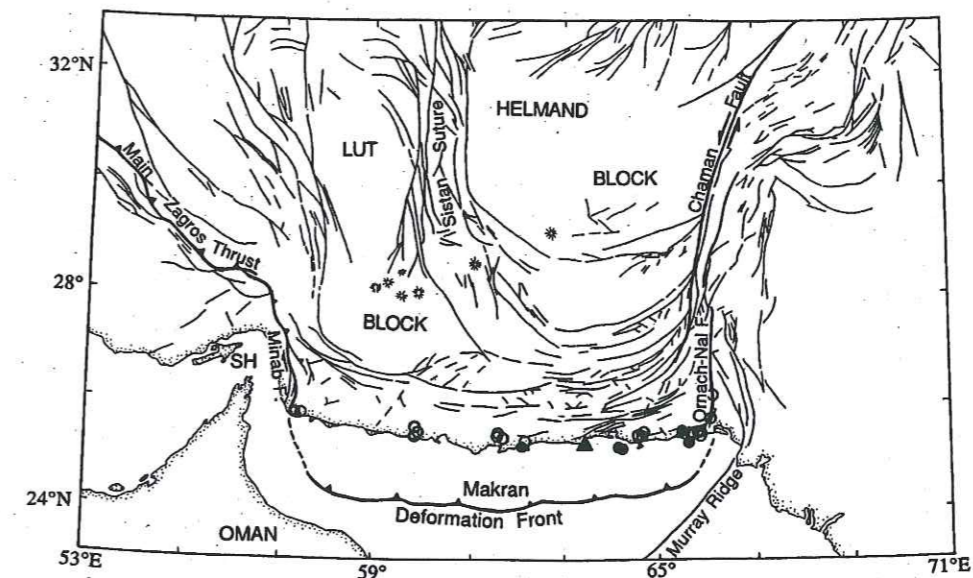 32°N
HELMAND
LUT
BLOCK
Sistan Suture
Chaman Fault
Main Zagros Thrust
28°
BLOCK
Minab F.
Ornach-Nal F.
SH
24°N
Makran
Deformation Front
OMAN
Murray Ridge
53°E
59°
65°
71°E